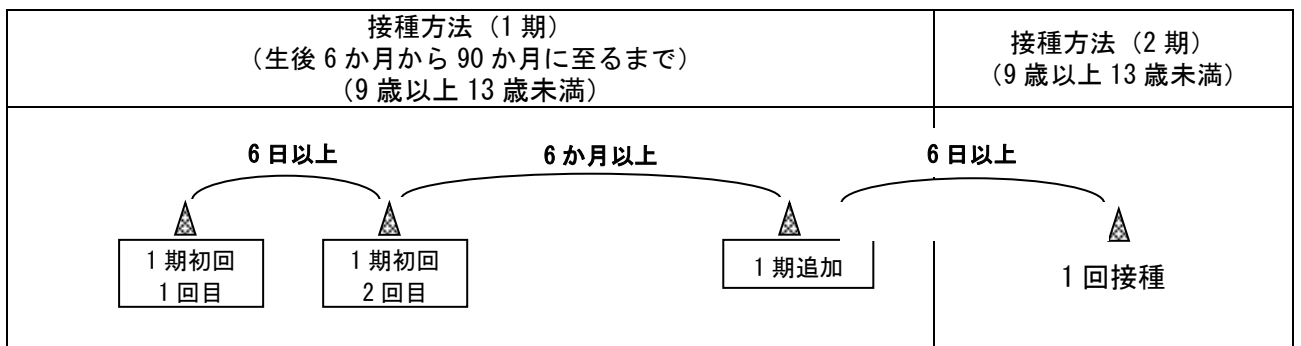 接種方法（1期）
（生後6か月から90か月に至るまで）
（9歳以上13歳未満）
接種方法（2期）
（9歳以上13歳未満）
6日以上
6か月以上
6日以上
1期初回
1回目
1期初回
2回目
1期追加
1回接種